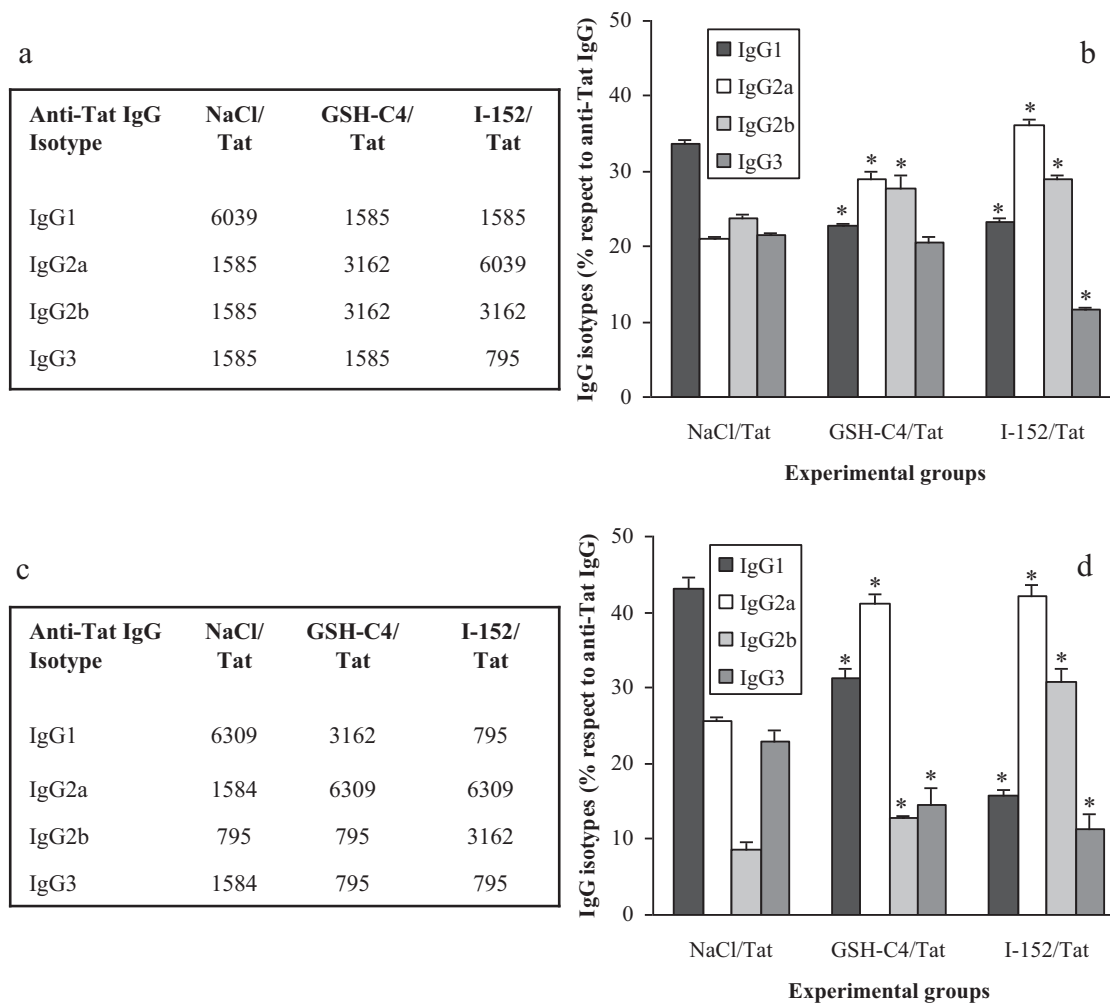 a
Anti-Tat IgG Isotype NaCl/ Tat GSH-C4/ Tat I-152/ Tat
IgG1 6039 1585 1585
IgG2a 1585 3162 6039
IgG2b 1585 3162 3162
IgG3 1585 1585 795
b
IgG isotypes (% respect to anti-Tat IgG)
50
40
30
20
10
0
IgG1
IgG2a
IgG2b
IgG3
* * *
* * * *
NaCl/Tat GSH-C4/Tat I-152/Tat
Experimental groups
c
Anti-Tat IgG Isotype NaCl/ Tat GSH-C4/ Tat I-152/ Tat
IgG1 6309 3162 795
IgG2a 1584 6309 6309
IgG2b 795 795 3162
IgG3 1584 795 795
d
IgG isotypes (% respect to anti-Tat IgG)
50
40
30
20
10
0
IgG1
IgG2a
IgG2b
IgG3
* * * *
* * * *
NaCl/Tat GSH-C4/Tat I-152/Tat
Experimental groups